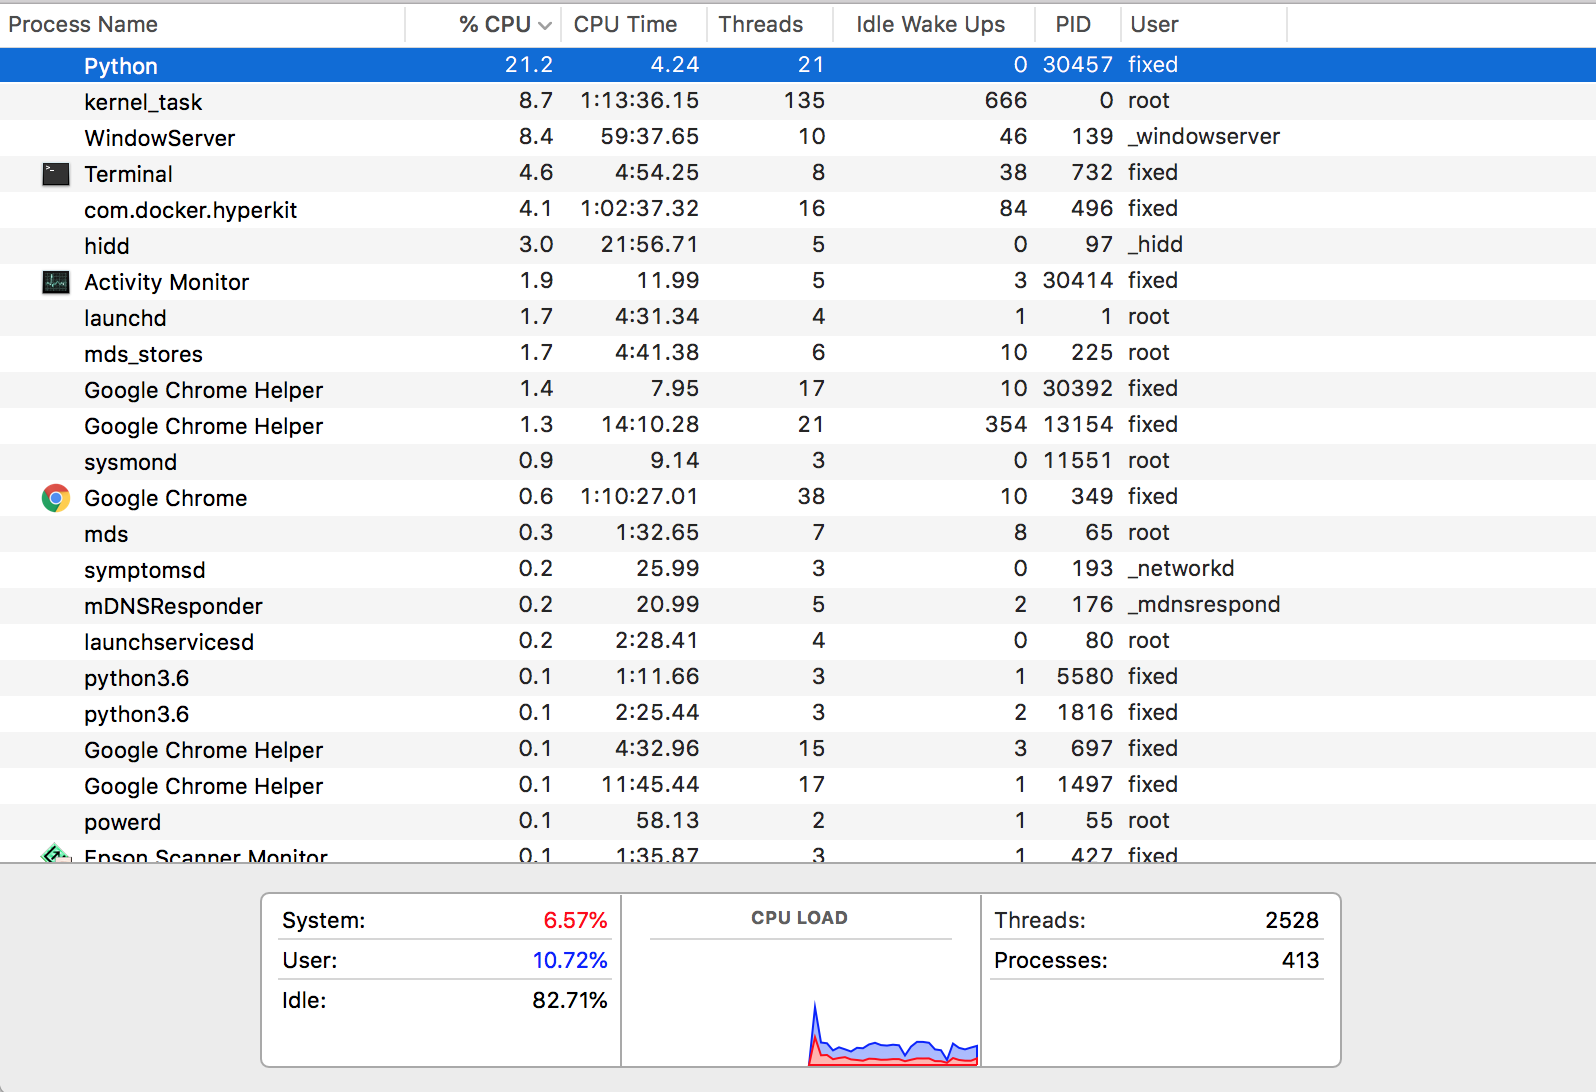 Process Name % CPU CPU Time Threads Idle Wake Ups PID User
Python 21.2 4.24 21 0 30457 fixed
kernel_task 8.7 1:13:36.15 135 666 0 root
WindowServer 8.4 59:37.65 10 46 139 _windowserver
Terminal 4.6 4:54.25 8 38 732 fixed
com.docker.hyperkit 4.1 1:02:37.32 16 84 496 fixed
hidd 3.0 21:56.71 5 0 97 _hidd
Activity Monitor 1.9 11.99 5 3 30414 fixed
launchd 1.7 4:31.34 4 1 1 root
mds_stores 1.7 4:41.38 6 10 225 root
Google Chrome Helper 1.4 7.95 17 10 30392 fixed
Google Chrome Helper 1.3 14:10.28 21 354 13154 fixed
sysmond 0.9 9.14 3 0 11551 root
Google Chrome 0.6 1:10:27.01 38 10 349 fixed
mds 0.3 1:32.65 7 8 65 root
symptomsd 0.2 25.99 3 0 193 _networkd
mDNSResponder 0.2 20.99 5 2 176 _mdnsrespond
launchservicesd 0.2 2:28.41 4 0 80 root
python3.6 0.1 1:11.66 3 1 5580 fixed
python3.6 0.1 2:25.44 3 2 1816 fixed
Google Chrome Helper 0.1 4:32.96 15 3 697 fixed
Google Chrome Helper 0.1 11:45.44 17 1 1497 fixed
powerd 0.1 58.13 2 1 55 root
Epson Scanner Monitor 0.1 1:35.87 3 1 427 fixed
System: 6.57%
User: 10.72%
Idle: 82.71%
CPU LOAD
Threads: 2528
Processes: 413